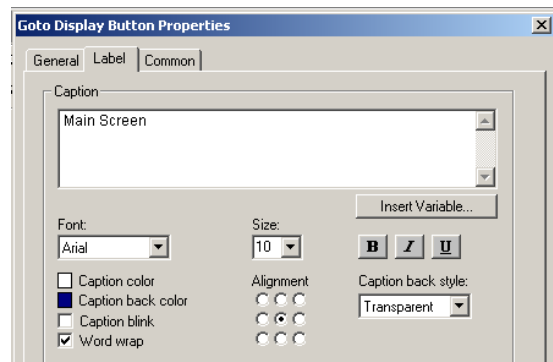 Goto Display Button Properties
General Label Common
Caption
Main Screen
Insert Variable...
Font: Size:
Arial 10 B I U
Caption color Alignment Caption back style:
Caption back color Transparent
Caption blink
Word wrap